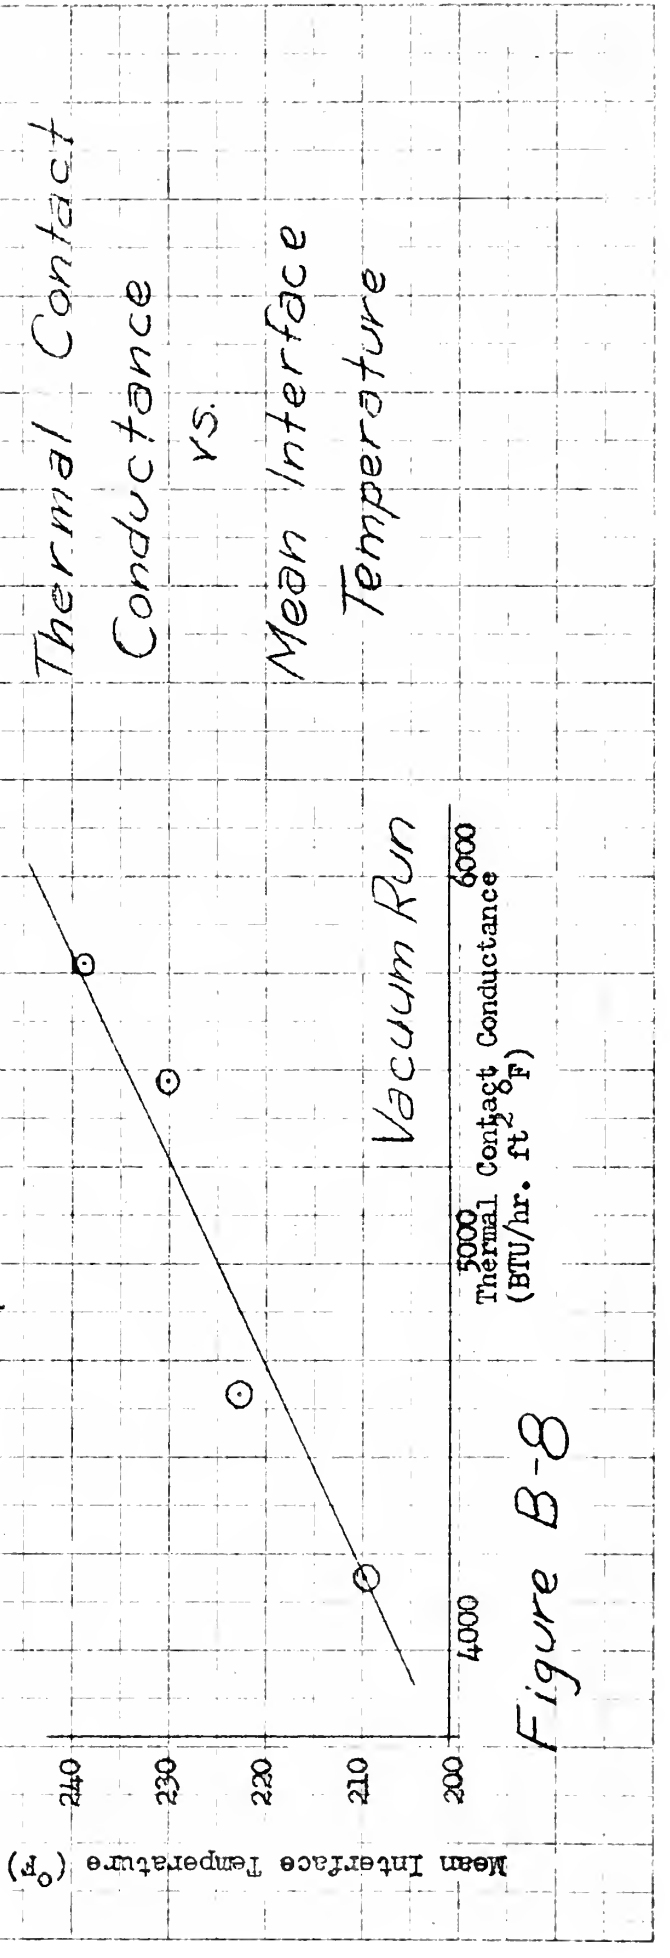 Thermal Contact
Conductance
vs.
Mean Interface
Temperature
Vacuum Run
Mean Interface Temperature (°F)
240
230
220
210
200
4000
5000
6000
Thermal Contact Conductance
(BTU/hr. ft² °F)
Figure B-8